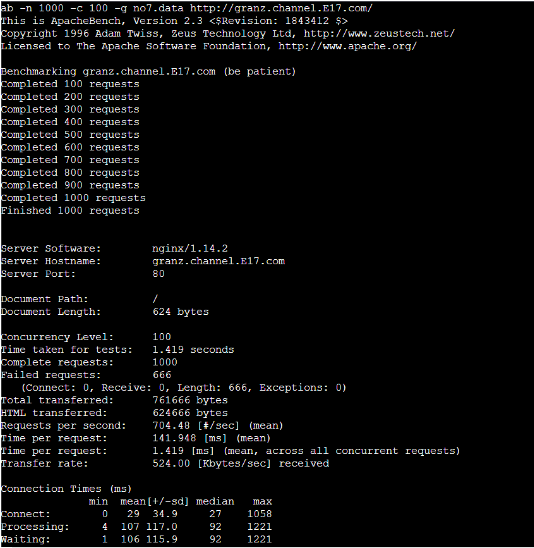 ab -n 1000 -c 100 -g no7.data http://granz.channel.E17.com/
This is ApacheBench, Version 2.3 <$Revision: 1843412 $>
Copyright 1996 Adam Twiss, Zeus Technology Ltd, http://www.zeustech.net/
Licensed to The Apache Software Foundation, http://www.apache.org/

Benchmarking granz.channel.E17.com (be patient)
Completed 100 requests
Completed 200 requests
Completed 300 requests
Completed 400 requests
Completed 500 requests
Completed 600 requests
Completed 700 requests
Completed 800 requests
Completed 900 requests
Completed 1000 requests
Finished 1000 requests

Server Software:        nginx/1.14.2
Server Hostname:        granz.channel.E17.com
Server Port:            80

Document Path:          /
Document Length:        624 bytes

Concurrency Level:      100
Time taken for tests:   1.419 seconds
Complete requests:      1000
Failed requests:        666
   (Connect: 0, Receive: 0, Length: 666, Exceptions: 0)
Total transferred:      761666 bytes
HTML transferred:       624666 bytes
Requests per second:    704.48 [#/sec] (mean)
Time per request:       141.948 [ms] (mean)
Time per request:       1.419 [ms] (mean, across all concurrent requests)
Transfer rate:          524.00 [Kbytes/sec] received

Connection Times (ms)
              min  mean[+/-sd] median   max
Connect:        0   29  34.9     27    1058
Processing:     4  107 117.0     92    1221
Waiting:        1  106 115.9     92    1221